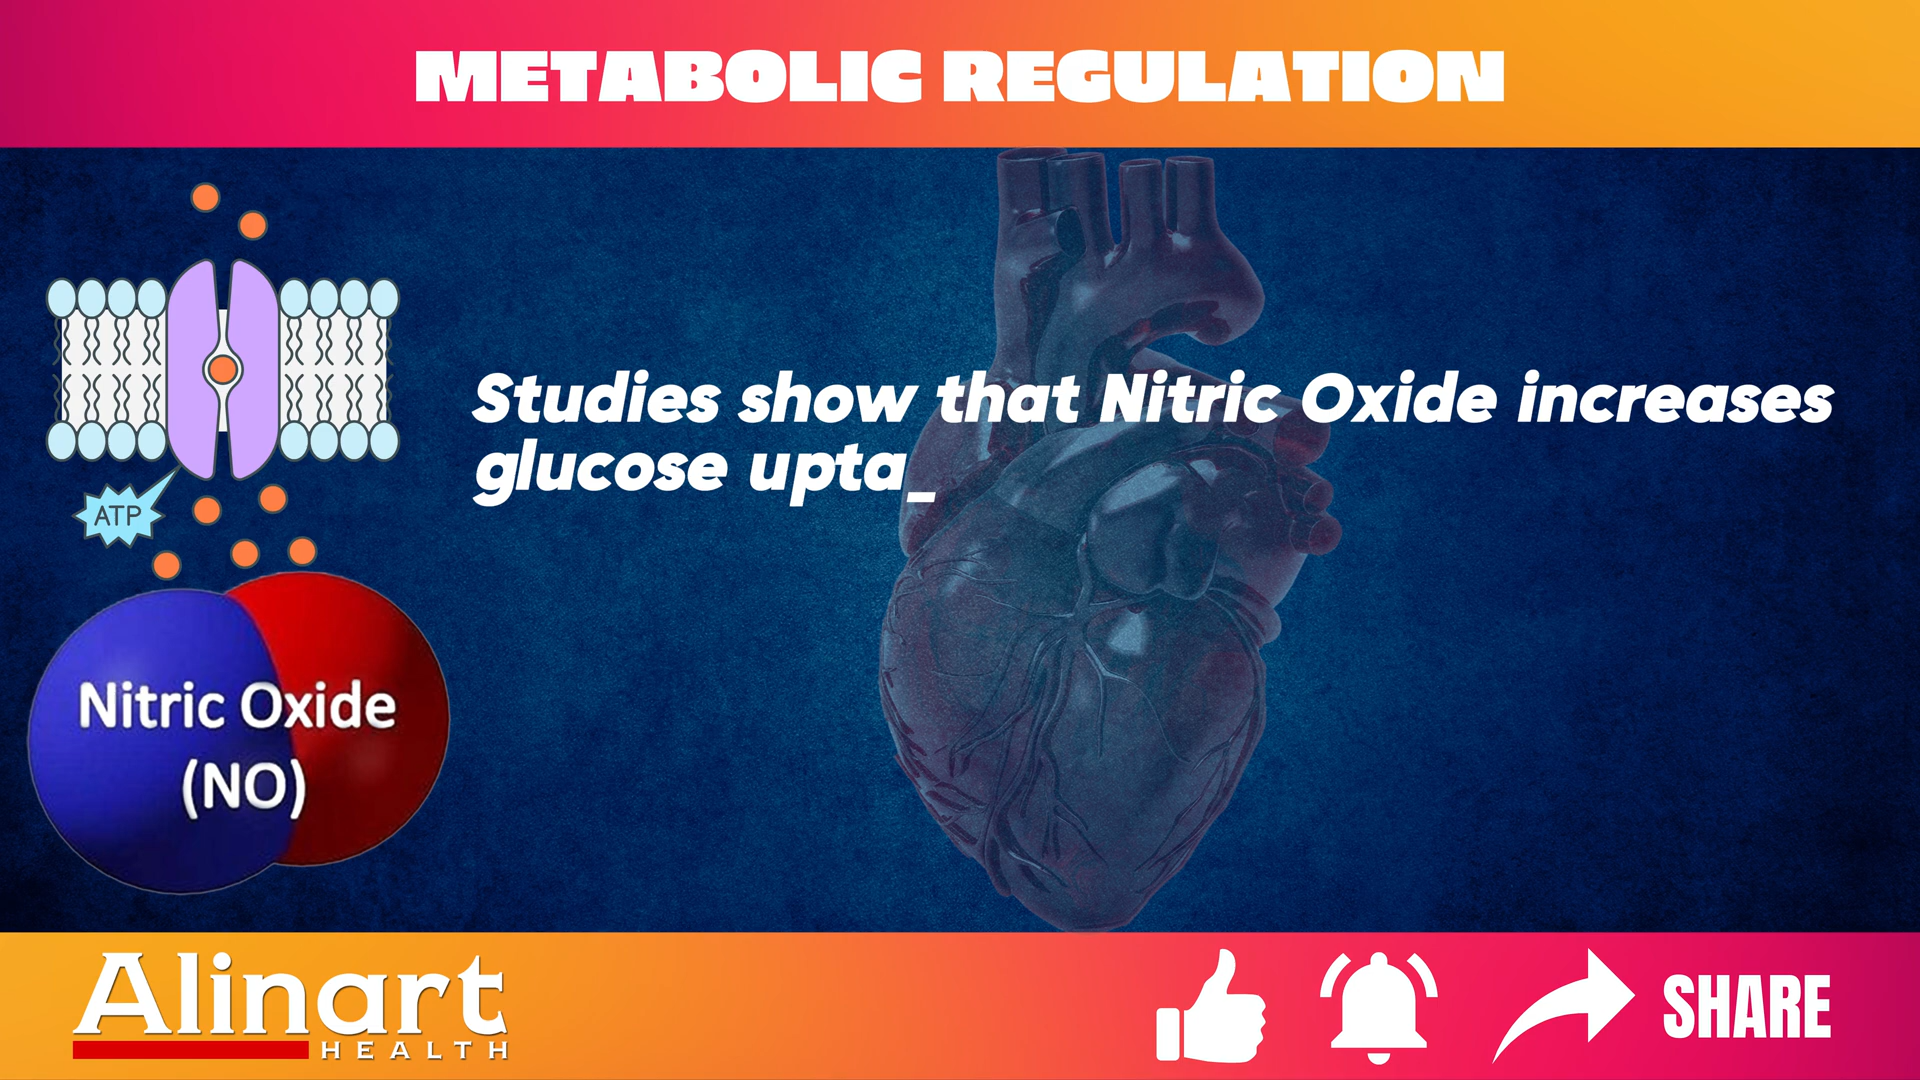 METABOLIC REGULATION
Studies show that Nitric Oxide increases
glucose upta_
ATP
Nitric Oxide
(NO)
Alinart
HEALTH
SHARE